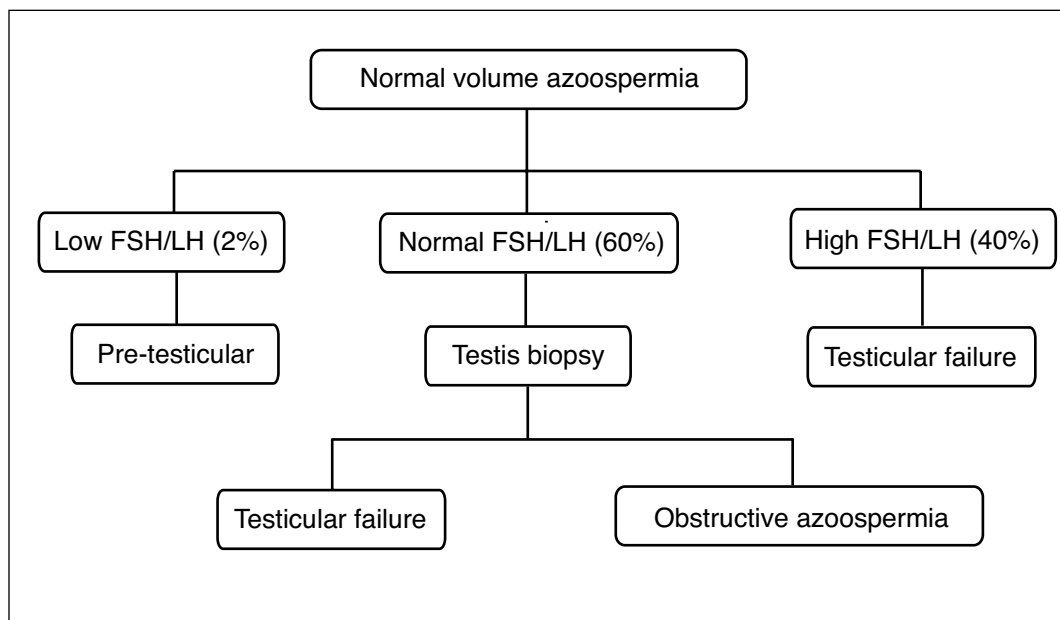 Normal volume azoospermia
Low FSH/LH (2%)
Normal FSH/LH (60%)
High FSH/LH (40%)
Pre-testicular
Testis biopsy
Testicular failure
Testicular failure
Obstructive azoospermia